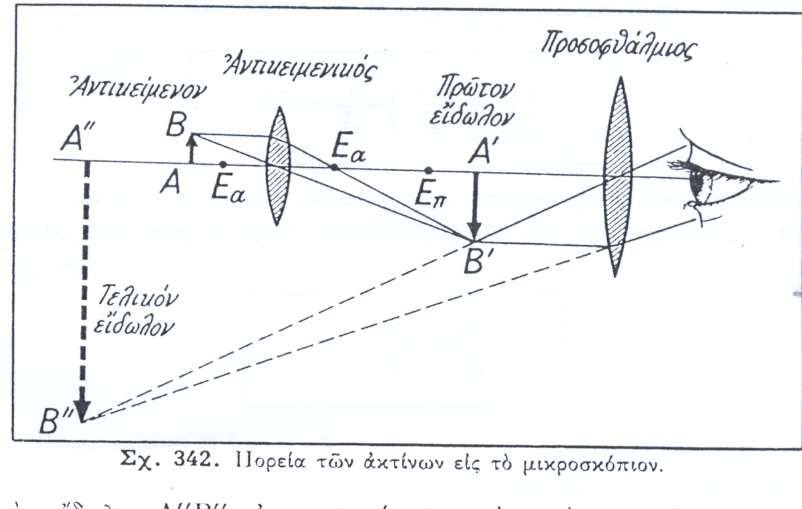 Προσοφθάλμιος
Ἀντικειμενικός
Ἀντικείμενον
Πρῶτον
εἴδωλον
A″
B
A′
A
Eα
Eα
Eπ
B′
Τελικόν
εἴδωλον
B″
Σχ. 342. Πορεία τῶν ἀκτίνων εἰς τὸ μικροσκόπιον.